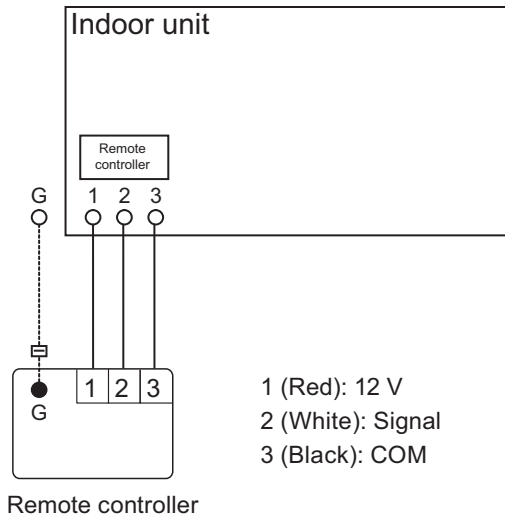 Indoor unit
Remote
controller
G 1 2 3
1 2 3
G
1 (Red): 12 V
2 (White): Signal
3 (Black): COM
Remote controller